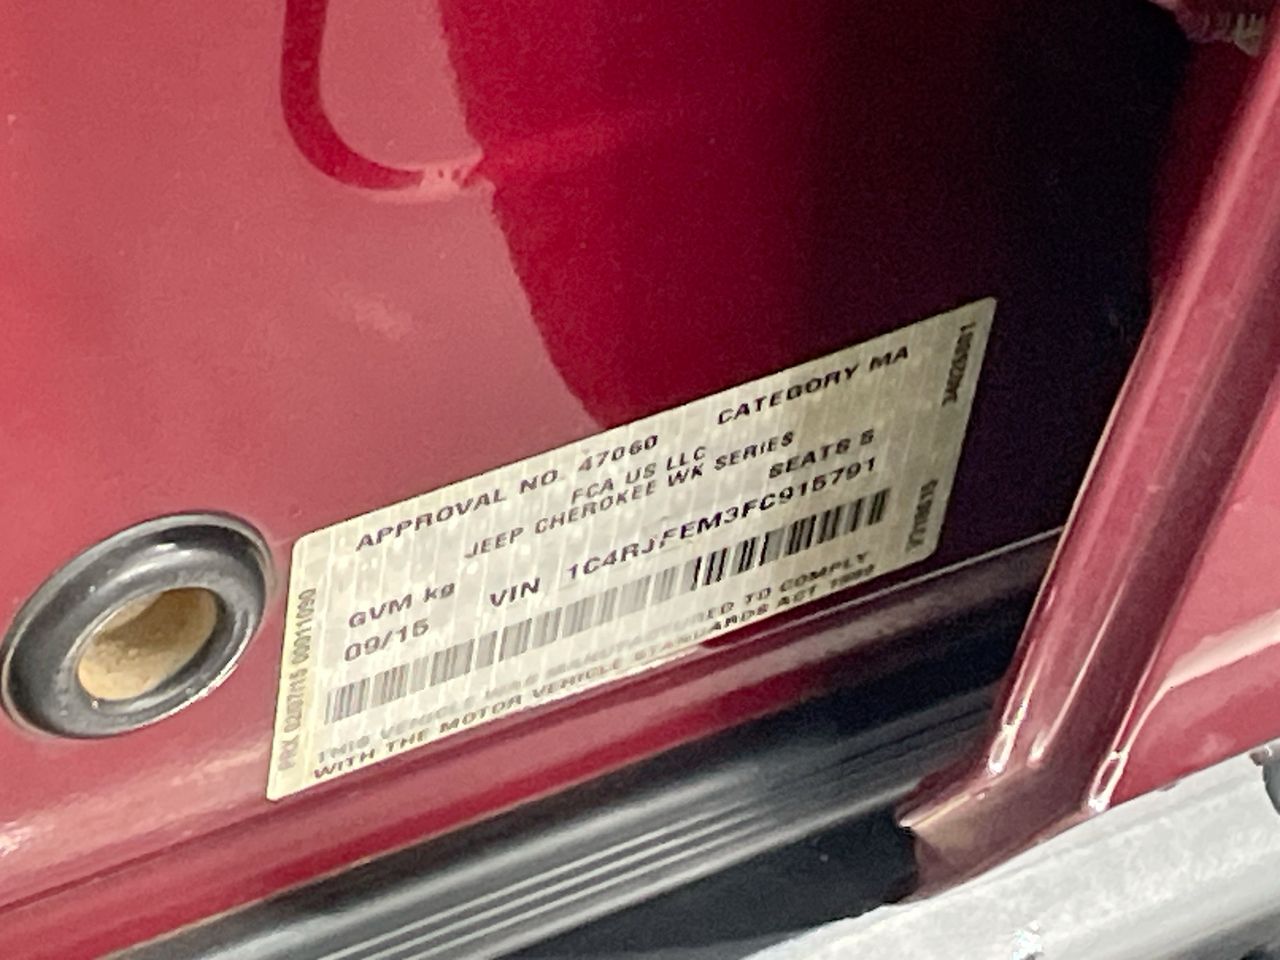 APPROVAL NO. 47060 CATEGORY MA
FCA US LLC
JEEP CHEROKEE WK SERIES
GVM kg SEATS 5
09/15 VIN 1C4RJFEM3FC915791
THIS VEHICLE WAS MANUFACTURED TO COMPLY
WITH THE MOTOR VEHICLE STANDARDS ACT 1989